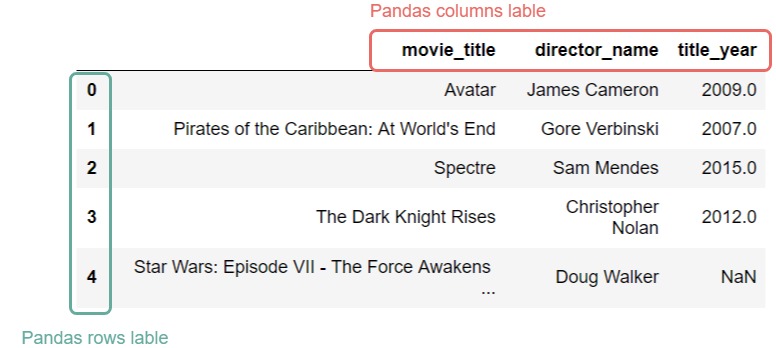 Pandas columns lable
movie_title director_name title_year
0 Avatar James Cameron 2009.0
1 Pirates of the Caribbean: At World's End Gore Verbinski 2007.0
2 Spectre Sam Mendes 2015.0
3 The Dark Knight Rises Christopher Nolan 2012.0
4 Star Wars: Episode VII - The Force Awakens ... Doug Walker NaN
Pandas rows lable